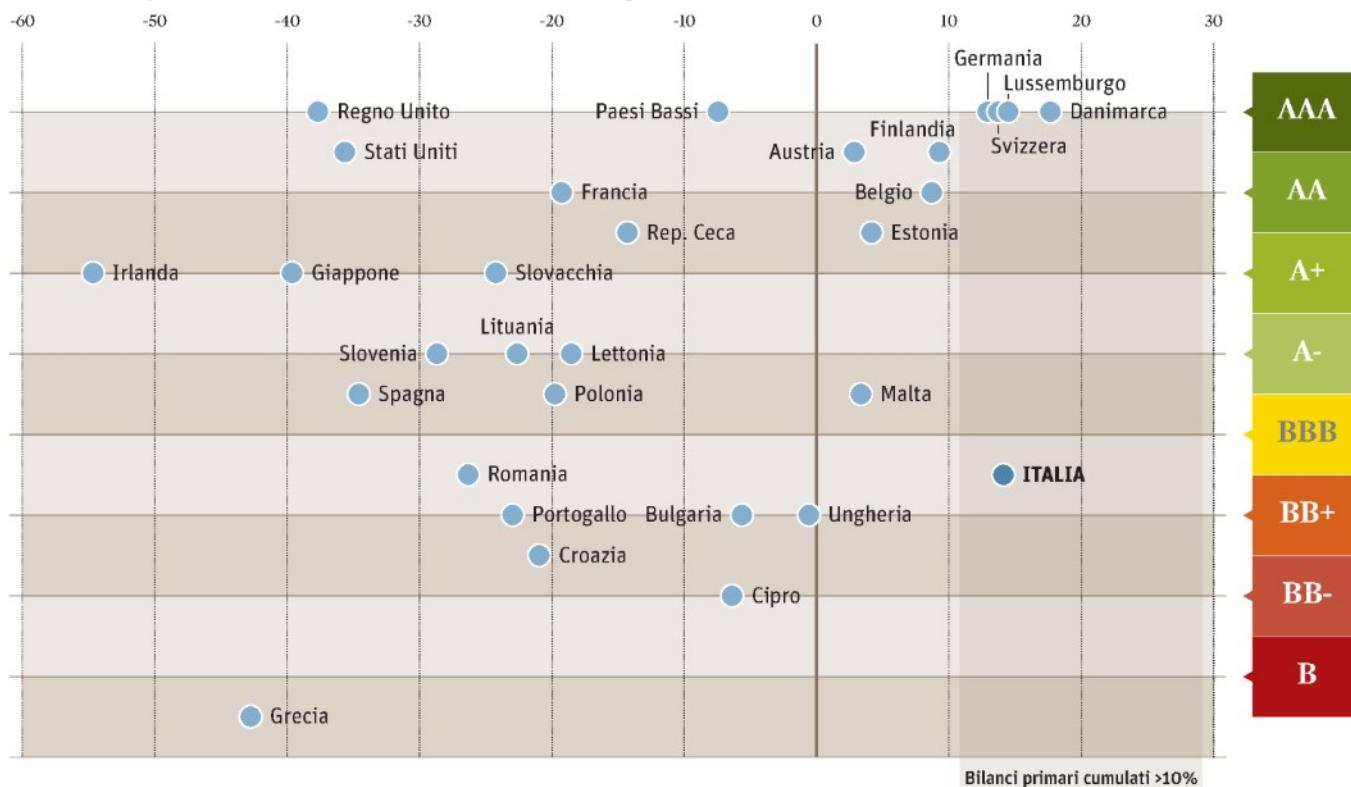 -60 -50 -40 -30 -20 -10 0 10 20 30
Germania
Lussemburgo
Regno Unito Paesi Bassi Danimarca AAA
Finlandia
Stati Uniti Austria Svizzera
Francia Belgio AA
Rep. Ceca Estonia
Irlanda Giappone Slovacchia A+
Lituania
Slovenia Lettonia A-
Spagna Polonia Malta
BBB
Romania ITALIA
Portogallo Bulgaria Ungheria BB+
Croazia
Cipro BB-
B
Grecia
Bilanci primari cumulati >10%